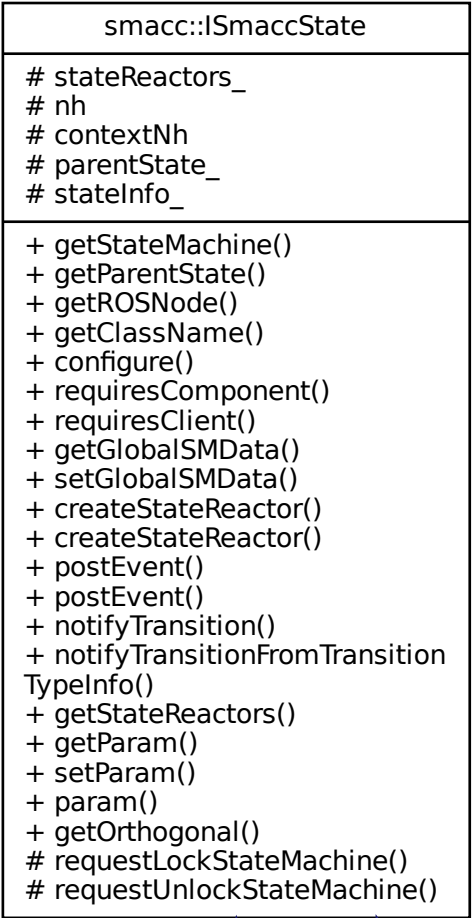 smacc::ISmaccState
# stateReactors_
# nh
# contextNh
# parentState_
# stateInfo_
+ getStateMachine()
+ getParentState()
+ getROSNode()
+ getClassName()
+ configure()
+ requiresComponent()
+ requiresClient()
+ getGlobalSMData()
+ setGlobalSMData()
+ createStateReactor()
+ createStateReactor()
+ postEvent()
+ postEvent()
+ notifyTransition()
+ notifyTransitionFromTransition
TypeInfo()
+ getStateReactors()
+ getParam()
+ setParam()
+ param()
+ getOrthogonal()
# requestLockStateMachine()
# requestUnlockStateMachine()